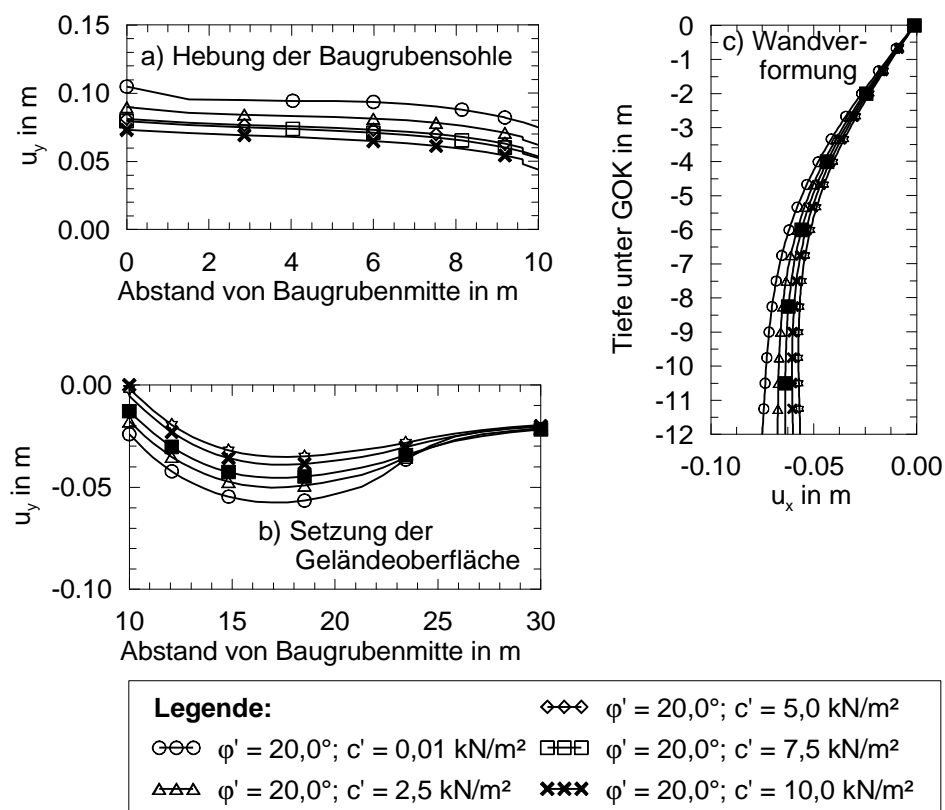 a) Hebung der Baugrubensohle
0.15
0.10
0.05
0.00
u_y in m
0 2 4 6 8 10
Abstand von Baugrubenmitte in m
c) Wandver-
formung
0
-1
-2
-3
-4
-5
-6
-7
-8
-9
-10
-11
-12
Tiefe unter GOK in m
-0.10 -0.05 0.00
u_x in m
0.00
-0.05
-0.10
u_y in m
b) Setzung der
Geländeoberfläche
10 15 20 25 30
Abstand von Baugrubenmitte in m
Legende:
φ' = 20,0°; c' = 0,01 kN/m²
φ' = 20,0°; c' = 2,5 kN/m²
φ' = 20,0°; c' = 5,0 kN/m²
φ' = 20,0°; c' = 7,5 kN/m²
φ' = 20,0°; c' = 10,0 kN/m²